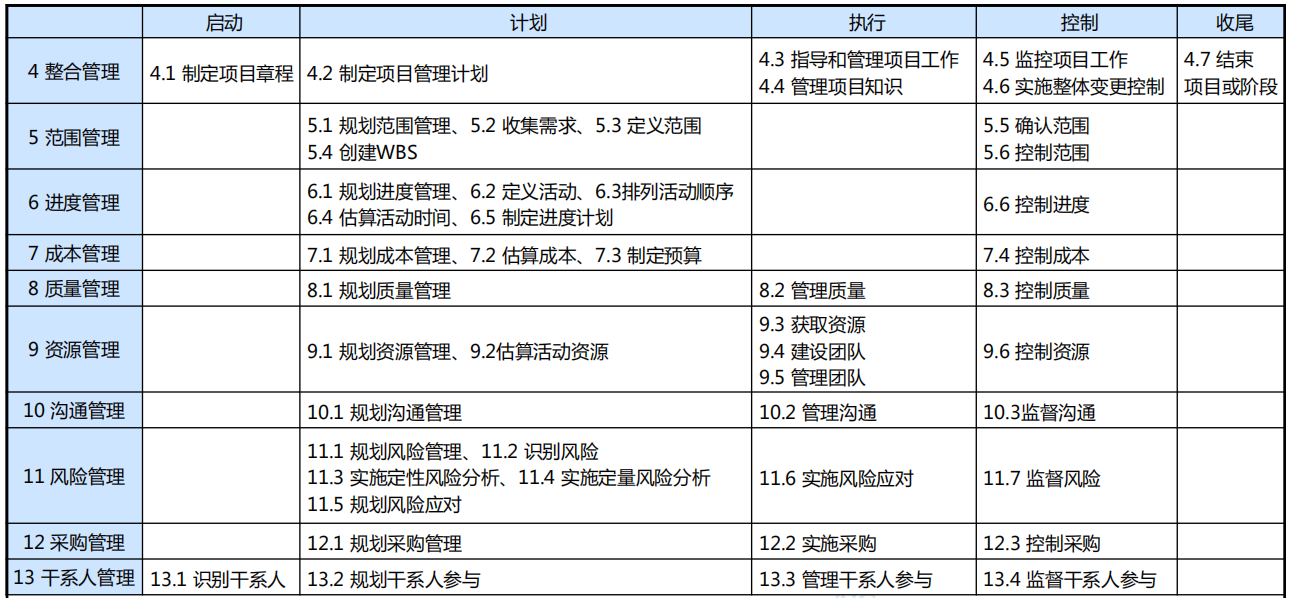 启动 计划 执行 控制 收尾
4 整合管理 4.1 制定项目章程 4.2 制定项目管理计划
4.3 指导和管理项目工作
4.4 管理项目知识
4.5 监控项目工作
4.6 实施整体变更控制
4.7 结束
项目或阶段
5 范围管理
5.1 规划范围管理、5.2 收集需求、5.3 定义范围
5.4 创建WBS
5.5 确认范围
5.6 控制范围
6 进度管理
6.1 规划进度管理、6.2 定义活动、6.3排列活动顺序
6.4 估算活动时间、6.5 制定进度计划
6.6 控制进度
7 成本管理 7.1 规划成本管理、7.2 估算成本、7.3 制定预算 7.4 控制成本
8 质量管理 8.1 规划质量管理 8.2 管理质量 8.3 控制质量
9 资源管理 9.1 规划资源管理、9.2估算活动资源
9.3 获取资源
9.4 建设团队
9.5 管理团队
9.6 控制资源
10 沟通管理 10.1 规划沟通管理 10.2 管理沟通 10.3监督沟通
11 风险管理
11.1 规划风险管理、11.2 识别风险
11.3 实施定性风险分析、11.4 实施定量风险分析
11.5 规划风险应对
11.6 实施风险应对 11.7 监督风险
12 采购管理 12.1 规划采购管理 12.2 实施采购 12.3 控制采购
13 干系人管理 13.1 识别干系人 13.2 规划干系人参与 13.3 管理干系人参与 13.4 监督干系人参与